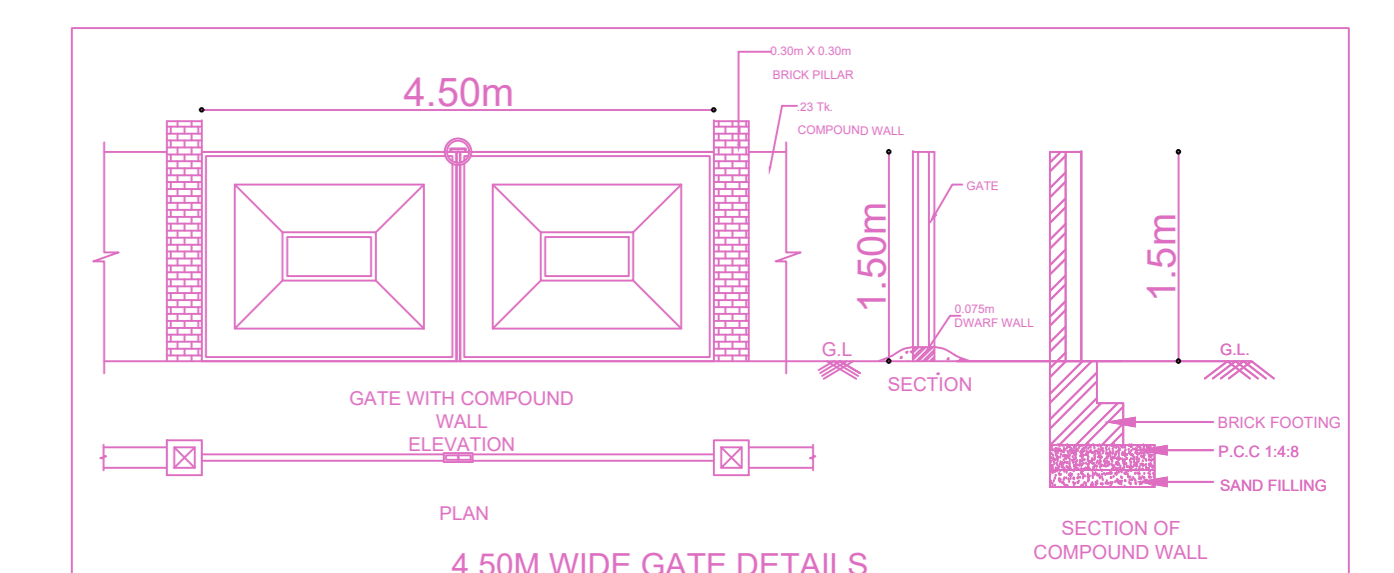 4.50m
0.30m X 0.30m
BRICK PILLAR
.23 Tk.
COMPOUND WALL
GATE
1.50m
1.5m
0.075m
DWARF WALL
G.L
G.L.
SECTION
GATE WITH COMPOUND
WALL
ELEVATION
BRICK FOOTING
P.C.C 1:4:8
SAND FILLING
PLAN
SECTION OF
COMPOUND WALL
4.50M WIDE GATE DETAILS